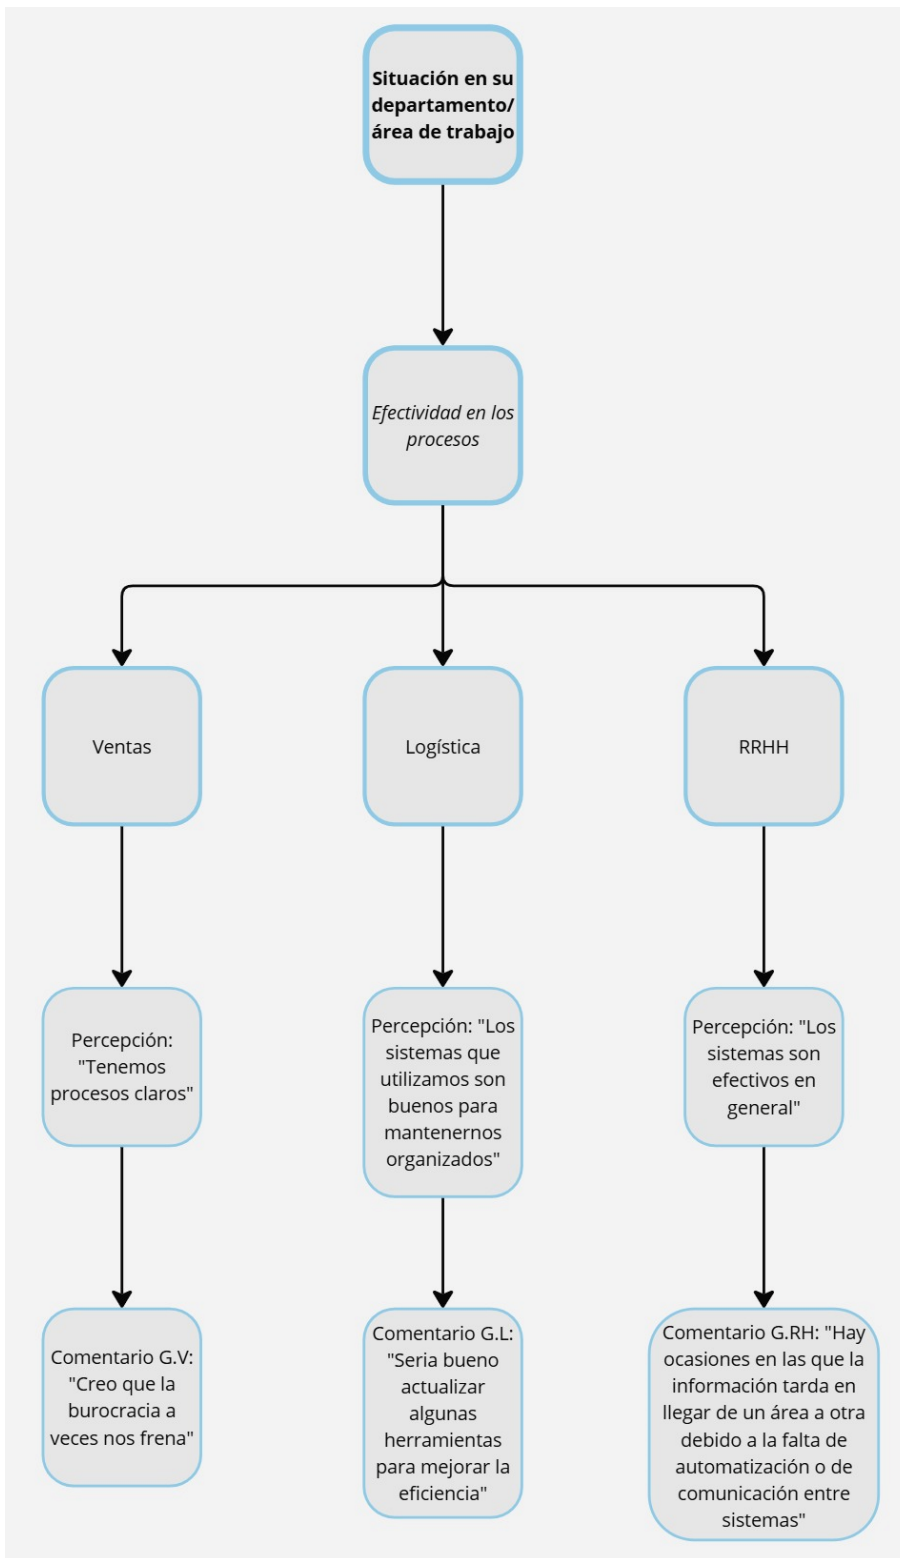 Situación en su
departamento/
área de trabajo
Efectividad en los
procesos
Ventas
Logística
RRHH
Percepción:
"Tenemos
procesos claros"
Percepción: "Los
sistemas que
utilizamos son
buenos para
mantenernos
organizados"
Percepción: "Los
sistemas son
efectivos en
general"
Comentario G.V:
"Creo que la
burocracia a
veces nos frena"
Comentario G.L:
"Seria bueno
actualizar
algunas
herramientas
para mejorar la
eficiencia"
Comentario G.RH: "Hay
ocasiones en las que la
información tarda en
llegar de un área a otra
debido a la falta de
automatización o de
comunicación entre
sistemas"